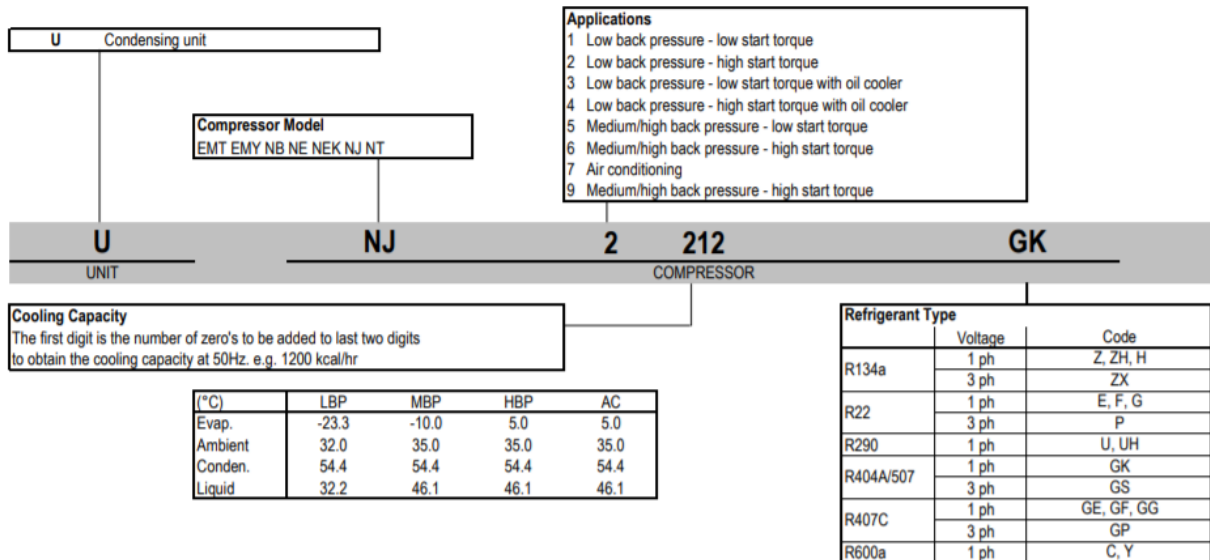 U Condensing unit
Compressor Model
EMT EMY NB NE NEK NJ NT
Applications
1 Low back pressure - low start torque
2 Low back pressure - high start torque
3 Low back pressure - low start torque with oil cooler
4 Low back pressure - high start torque with oil cooler
5 Medium/high back pressure - low start torque
6 Medium/high back pressure - high start torque
7 Air conditioning
9 Medium/high back pressure - high start torque
U NJ 2 212 GK
UNIT COMPRESSOR
Cooling Capacity
The first digit is the number of zero's to be added to last two digits
to obtain the cooling capacity at 50Hz. e.g. 1200 kcal/hr
(°C) LBP MBP HBP AC
Evap. -23.3 -10.0 5.0 5.0
Ambient 32.0 35.0 35.0 35.0
Conden. 54.4 54.4 54.4 54.4
Liquid 32.2 46.1 46.1 46.1
Refrigerant Type
Voltage Code
R134a 1 ph Z, ZH, H
3 ph ZX
R22 1 ph E, F, G
3 ph P
R290 1 ph U, UH
R404A/507 1 ph GK
3 ph GS
R407C 1 ph GE, GF, GG
3 ph GP
R600a 1 ph C, Y